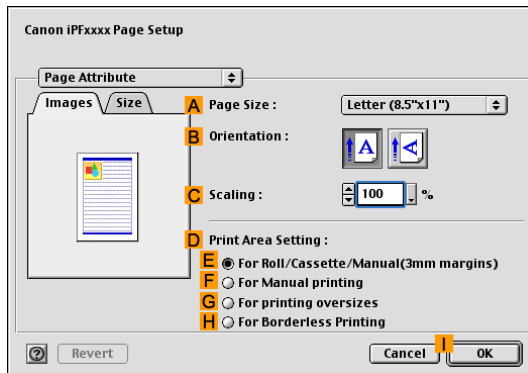 Canon iPFxxxx Page Setup
Page Attribute
Images Size
A Page Size : Letter (8.5"x11")
B Orientation : A A
C Scaling : 100 %
D Print Area Setting :
E For Roll/Cassette/Manual(3mm margins)
F For Manual printing
G For printing oversizes
H For Borderless Printing
? Revert Cancel I OK